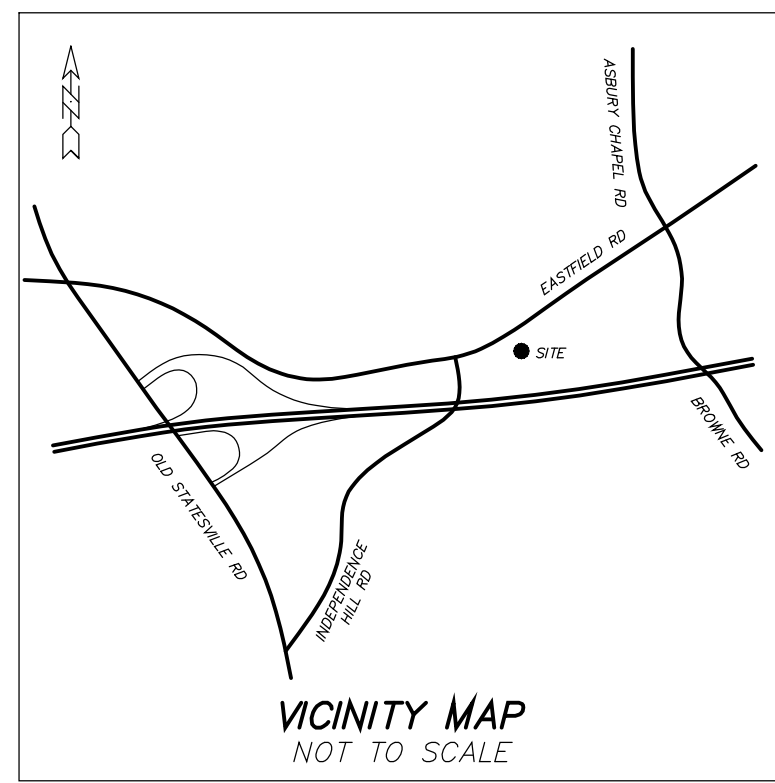 N
ASBURY CHAPEL RD
EASTFIELD RD
SITE
BROWNE RD
OLD STATESVILLE RD
INDEPENDENCE
HILL RD
VICINITY MAP
NOT TO SCALE